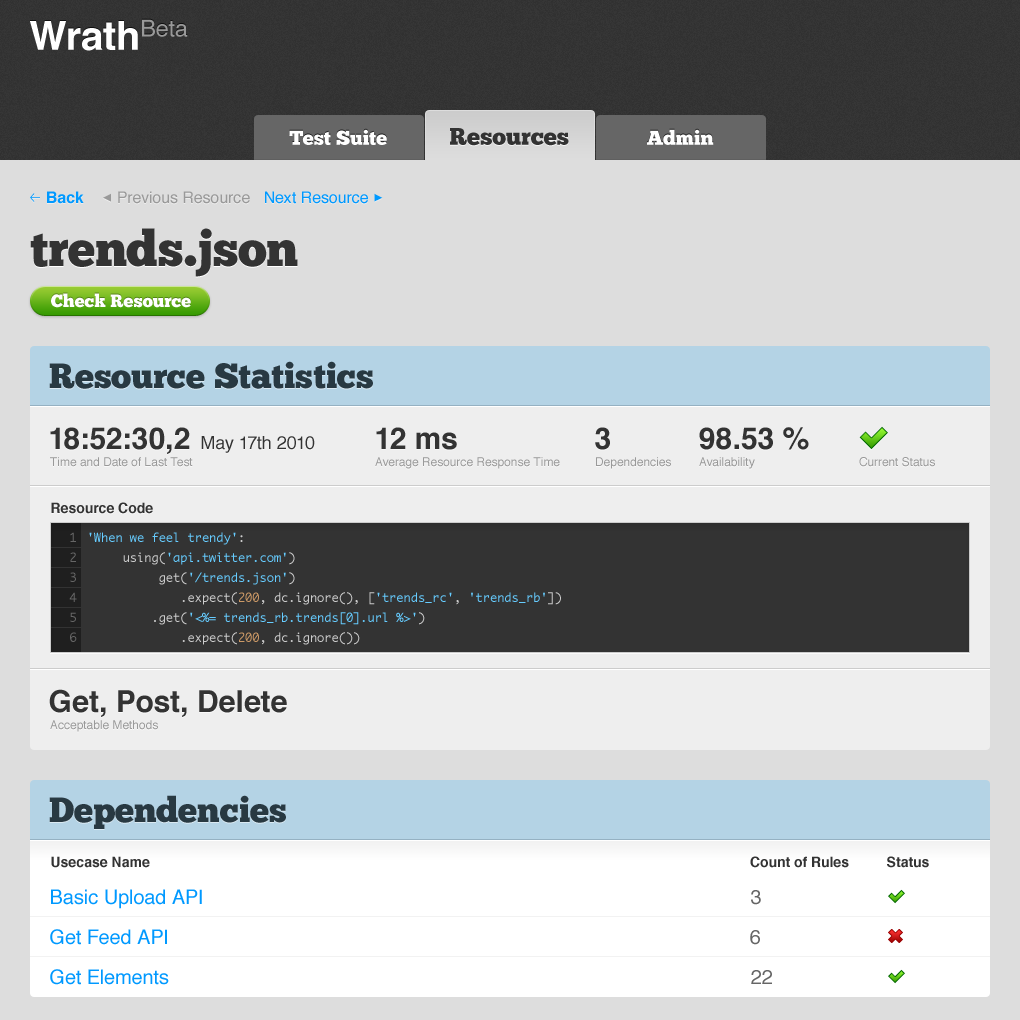 Wrath Beta
Test Suite Resources Admin
← Back ◄ Previous Resource Next Resource ►
trends.json
Check Resource
Resource Statistics
18:52:30,2 May 17th 2010 12 ms 3 98.53 %
Time and Date of Last Test Average Resource Response Time Dependencies Availability Current Status
Resource Code
1 'When we feel trendy':
2 using('api.twitter.com')
3 get('/trends.json')
4 .expect(200, dc.ignore(), ['trends_rc', 'trends_rb'])
5 .get('<%= trends_rb.trends[0].url %>')
6 .expect(200, dc.ignore())
Get, Post, Delete
Acceptable Methods
Dependencies
Usecase Name Count of Rules Status
Basic Upload API 3
Get Feed API 6
Get Elements 22